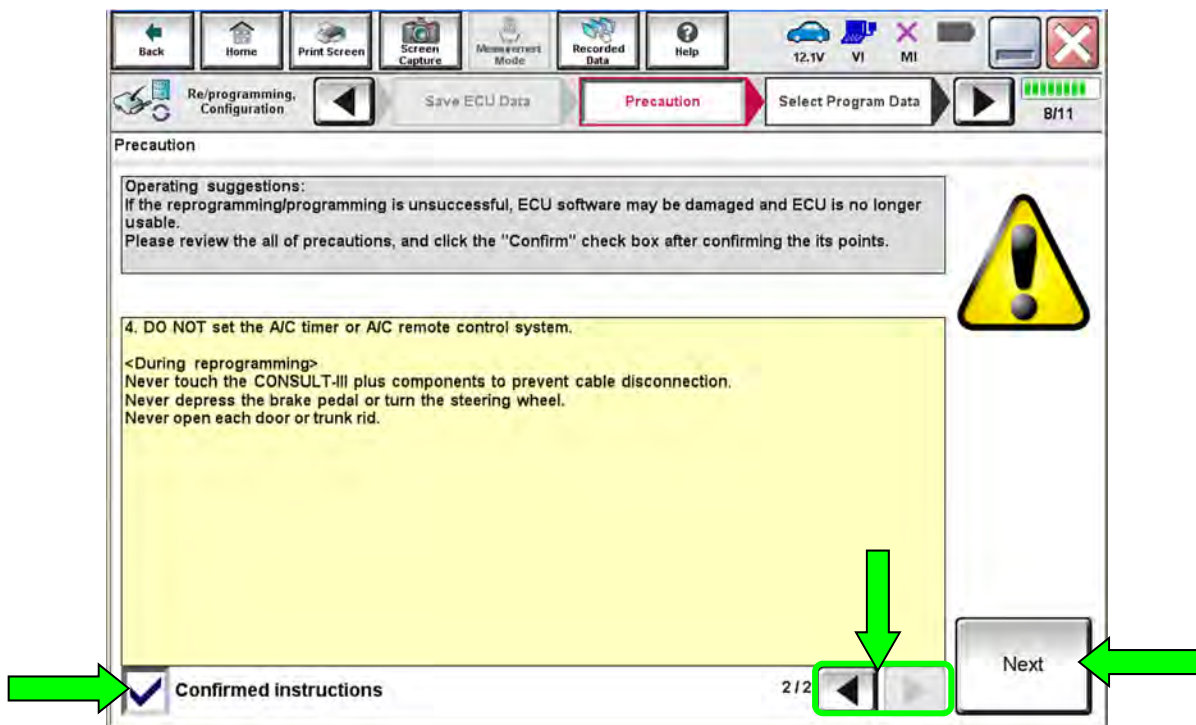 Back
Home
Print Screen
Screen
Capture
Measurement
Mode
Recorded
Data
Help
12.1V
VI
MI
Re/programming,
Configuration
Save ECU Data
Precaution
Select Program Data
8/11
Precaution
Operating suggestions:
If the reprogramming/programming is unsuccessful, ECU software may be damaged and ECU is no longer
usable.
Please review the all of precautions, and click the "Confirm" check box after confirming the its points.
4. DO NOT set the A/C timer or A/C remote control system.
<During reprogramming>
Never touch the CONSULT-III plus components to prevent cable disconnection.
Never depress the brake pedal or turn the steering wheel.
Never open each door or trunk rid.
Confirmed instructions
2/2
Next